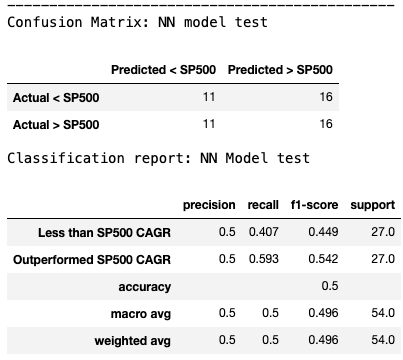 Confusion Matrix: NN model test
Predicted < SP500 Predicted > SP500
Actual < SP500 11 16
Actual > SP500 11 16
Classification report: NN Model test
precision recall f1-score support
Less than SP500 CAGR 0.5 0.407 0.449 27.0
Outperformed SP500 CAGR 0.5 0.593 0.542 27.0
accuracy 0.5
macro avg 0.5 0.5 0.496 54.0
weighted avg 0.5 0.5 0.496 54.0